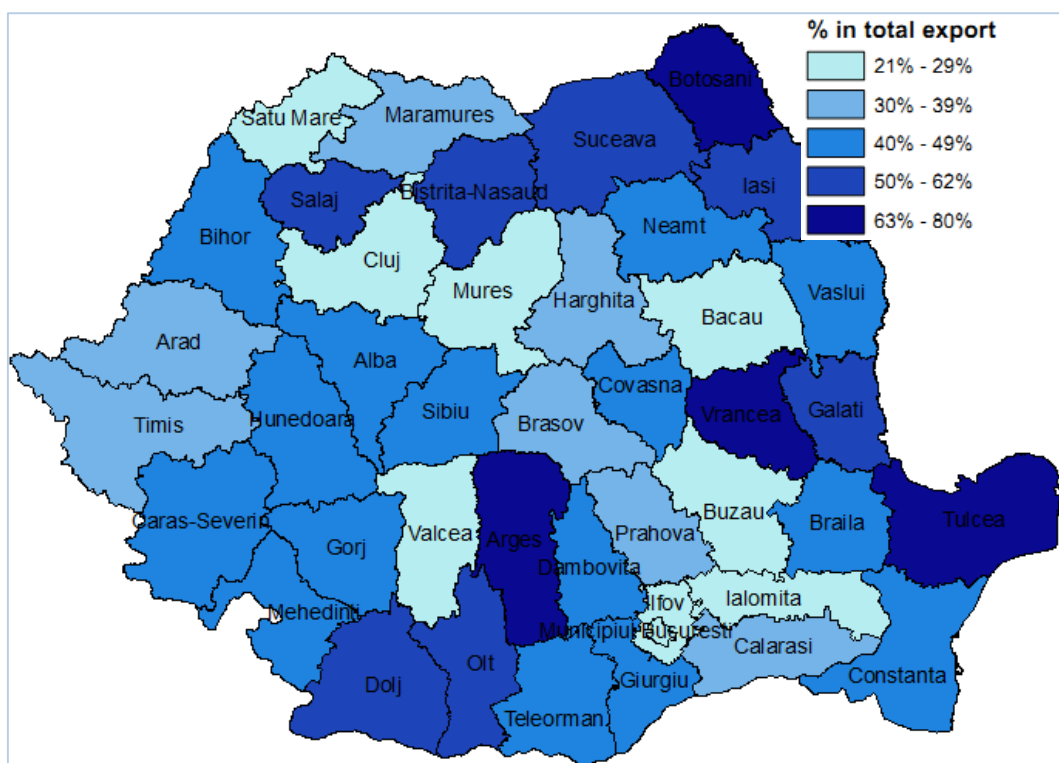 % in total export
21% - 29%
30% - 39%
40% - 49%
50% - 62%
63% - 80%
Botosani
Satu Mare
Maramures
Suceava
Iasi
Salaj
Bistrita-Nasaud
Bihor
Neamt
Cluj
Mures
Harghita
Vaslui
Bacau
Arad
Alba
Covasna
Timis
Hunedoara
Sibiu
Brasov
Vrancea
Galati
Caras-Severin
Gorj
Valcea
Arges
Prahova
Buzau
Braila
Tulcea
Dambovita
Mehedinti
Ilfov
Ialomita
Municipiul Bucuresti
Calarasi
Dolj
Olt
Giurgiu
Constanta
Teleorman